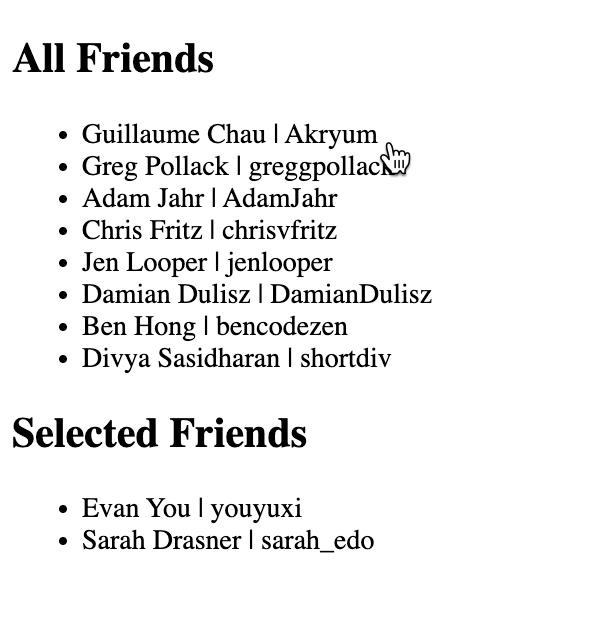 All Friends
Guillaume Chau | Akryum
Greg Pollack | greggpollack
Adam Jahr | AdamJahr
Chris Fritz | chrisvfritz
Jen Looper | jenlooper
Damian Dulisz | DamianDulisz
Ben Hong | bencodezen
Divya Sasidharan | shortdiv
Selected Friends
Evan You | youyuxi
Sarah Drasner | sarah_edo